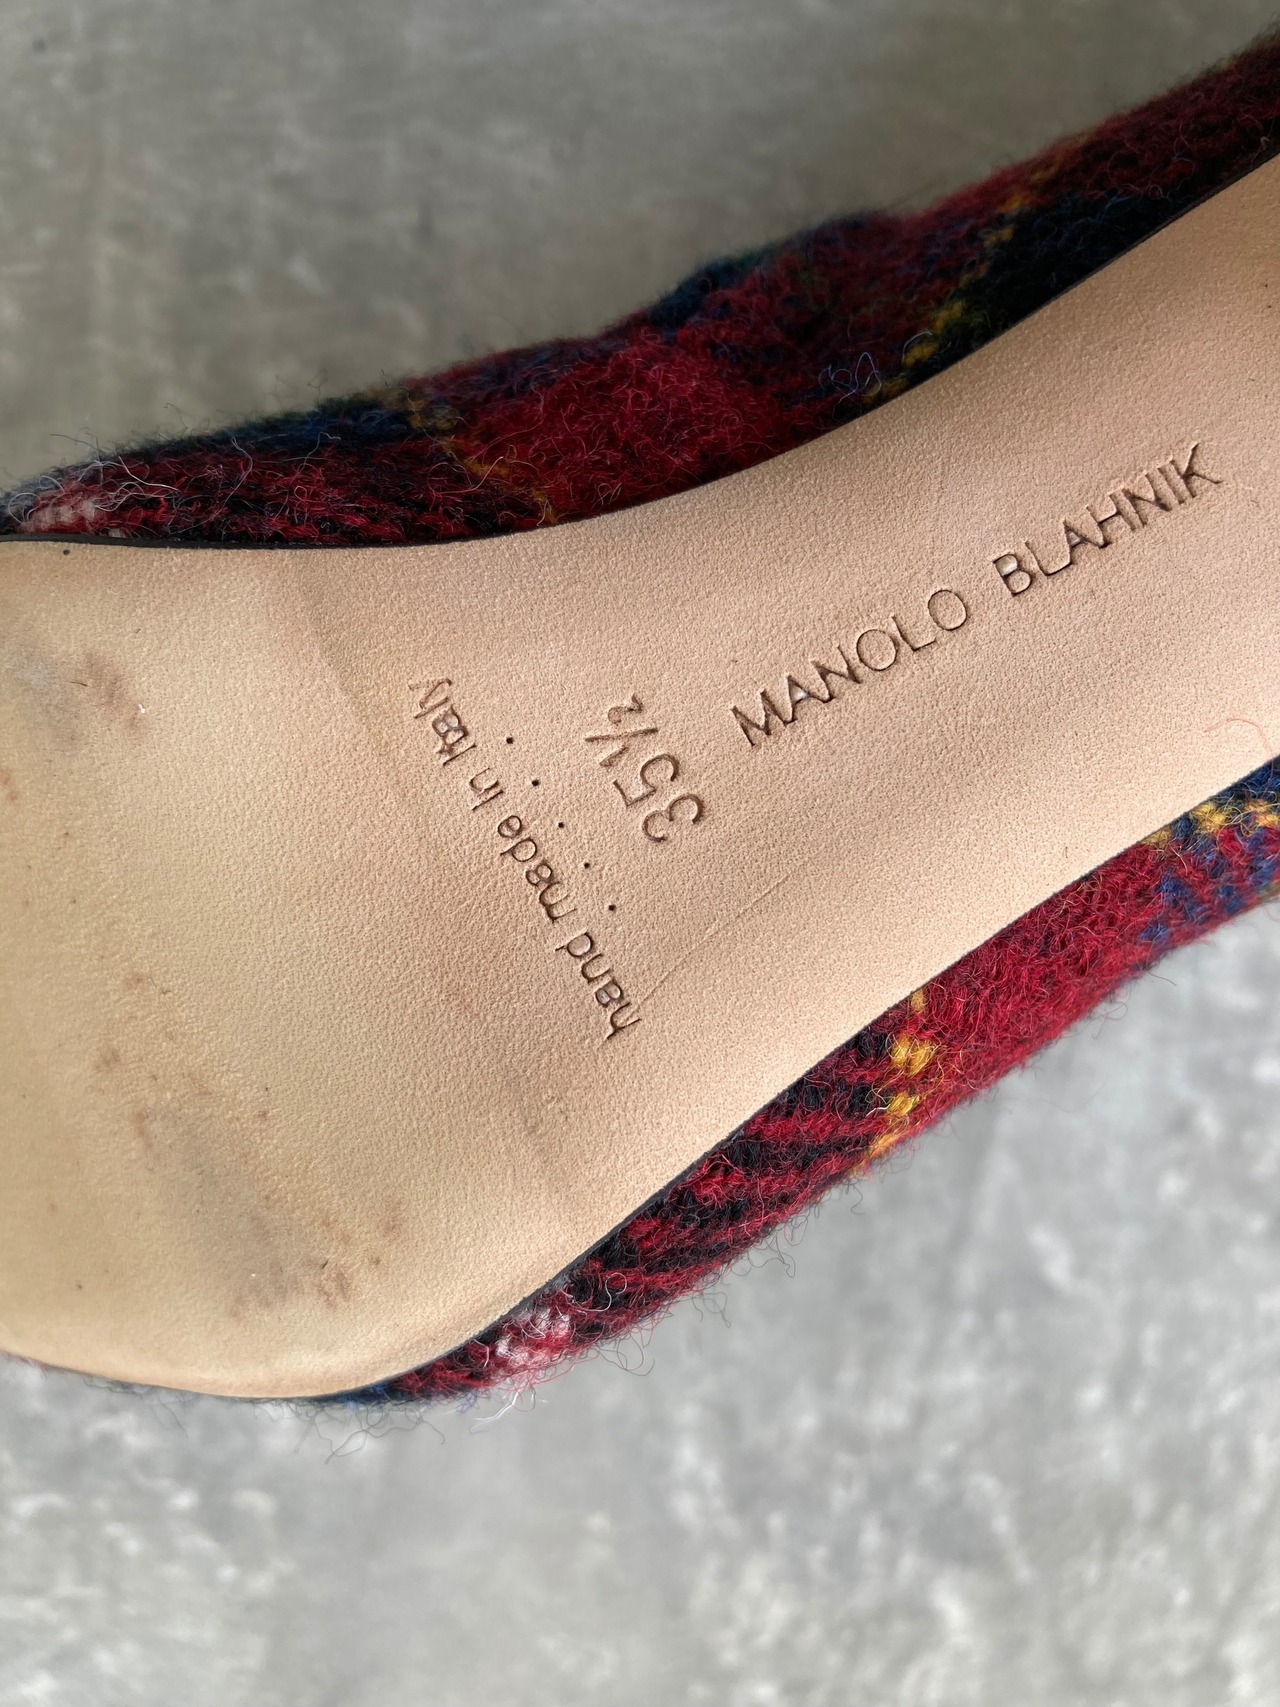 MANOLO BLAHNIK
35½
hand made in Italy